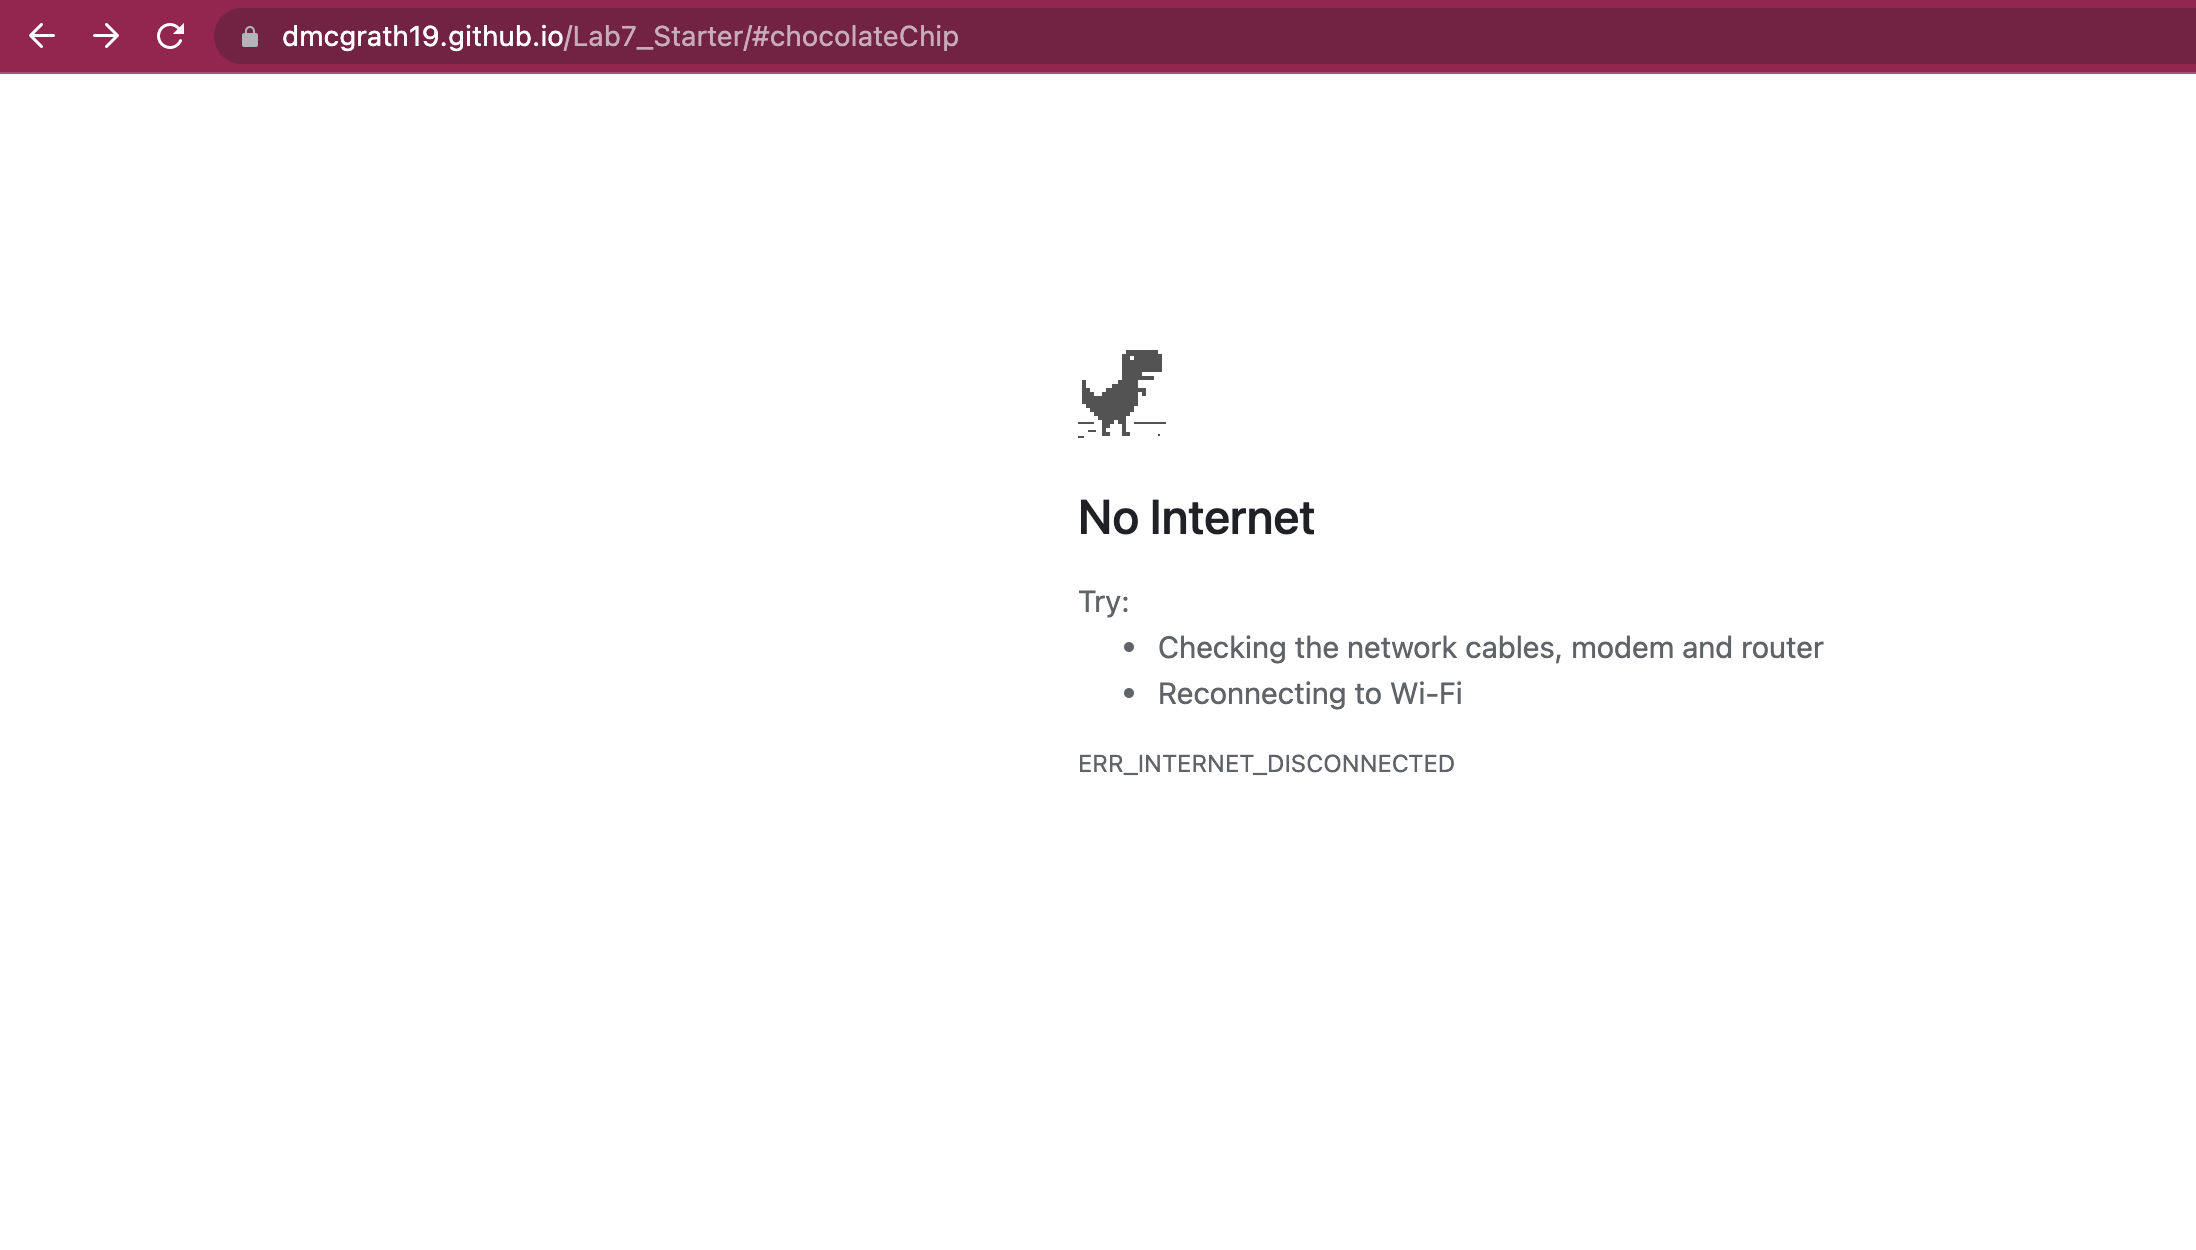 dmcgrath19.github.io/Lab7_Starter/#chocolateChip
No Internet
Try:
• Checking the network cables, modem and router
• Reconnecting to Wi-Fi
ERR_INTERNET_DISCONNECTED